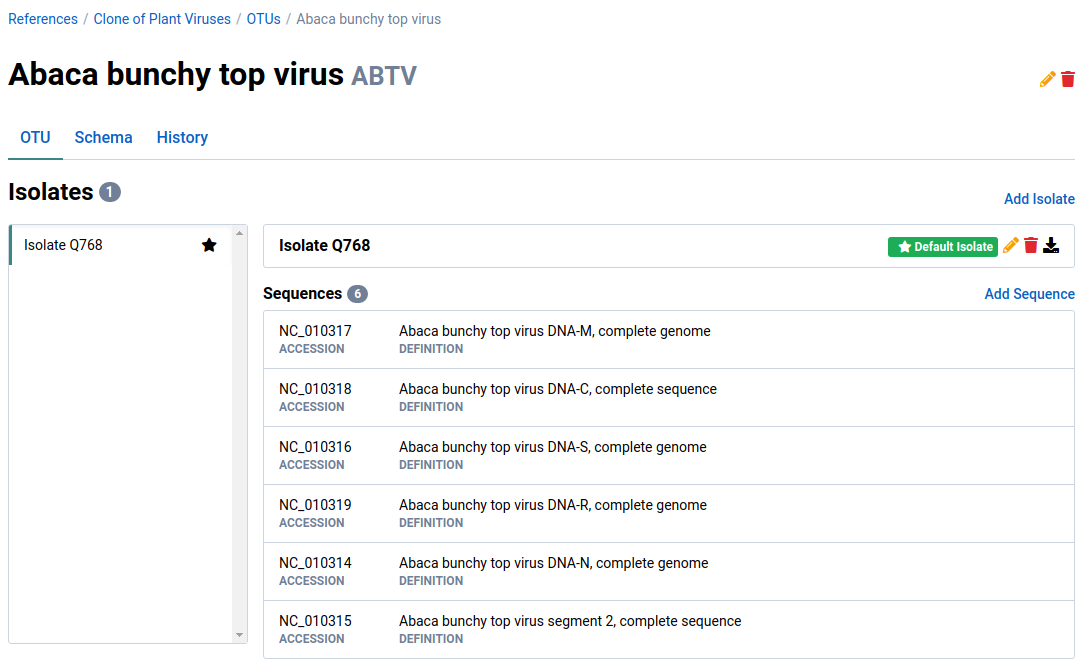 References / Clone of Plant Viruses / OTUs / Abaca bunchy top virus
Abaca bunchy top virus ABTV
OTU Schema History
Isolates 1
Add Isolate
Isolate Q768
Isolate Q768 Default Isolate
Sequences 6 Add Sequence
NC_010317 Abaca bunchy top virus DNA-M, complete genome
ACCESSION DEFINITION
NC_010318 Abaca bunchy top virus DNA-C, complete sequence
ACCESSION DEFINITION
NC_010316 Abaca bunchy top virus DNA-S, complete genome
ACCESSION DEFINITION
NC_010319 Abaca bunchy top virus DNA-R, complete genome
ACCESSION DEFINITION
NC_010314 Abaca bunchy top virus DNA-N, complete genome
ACCESSION DEFINITION
NC_010315 Abaca bunchy top virus segment 2, complete sequence
ACCESSION DEFINITION